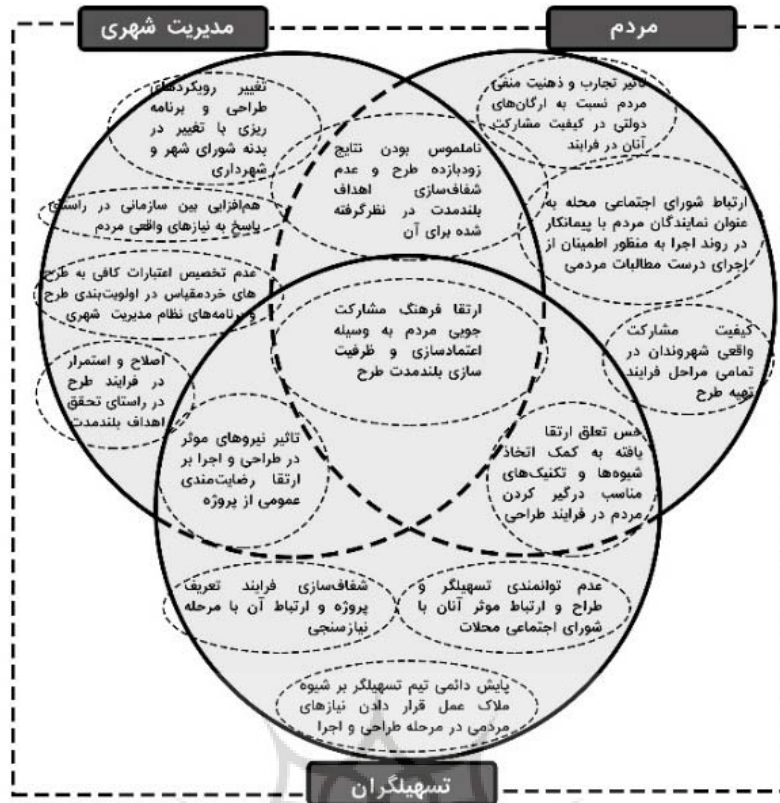 مردم
مدیریت شهری
تاثیر تجارب و ذهنیت منفی
مردم نسبت به ارگان‌های
دولتی در کیفیت مشارکت
آنان در فرایند
تغییر رویکردهای
طراحی و برنامه
ریزی با تغییر در
بدنه شورای شهر و
شهرداری
ناملموس بودن نتایج
زودبازده طرح و عدم
شفاف‌سازی اهداف
بلندمدت در نظرگرفته
شده برای آن
ارتباط شورای اجتماعی محله به
عنوان نمایندگان مردم با پیمانکار
در روند اجرا به منظور اطمینان از
اجرای درست مطالبات مردمی
هم‌افزایی بین سازمانی در راستای
پاسخ به نیازهای واقعی مردم
عدم تخصیص اعتبارات کافی به طرح
های خردمقیاس در اولویت‌بندی طرح
و برنامه‌های نظام مدیریت شهری
ارتقا فرهنگ مشارکت
جویی مردم به وسیله
اعتمادسازی و ظرفیت
سازی بلندمدت طرح
کیفیت مشارکت
واقعی شهروندان در
تمامی مراحل فرایند
تهیه طرح
اصلاح و استمرار
در فرایند طرح
در راستای تحقق
اهداف بلندمدت
تاثیر نیروهای موثر
در طراحی و اجرا بر
ارتقا رضایت‌مندی
عمومی از پروژه
حس تعلق ارتقا
یافته به کمک اتخاذ
شیوه‌ها و تکنیک‌های
مناسب درگیر کردن
مردم در فرایند طراحی
عدم توانمندی تسهیلگر و
طراح و ارتباط موثر آنان با
شورای اجتماعی محلات
شفاف‌سازی فرایند تعریف
پروژه و ارتباط آن با مرحله
نیازسنجی
پایش دائمی تیم تسهیلگر بر شیوه
ملاک عمل قرار دادن نیازهای
مردمی در مرحله طراحی و اجرا
تسهیلگران